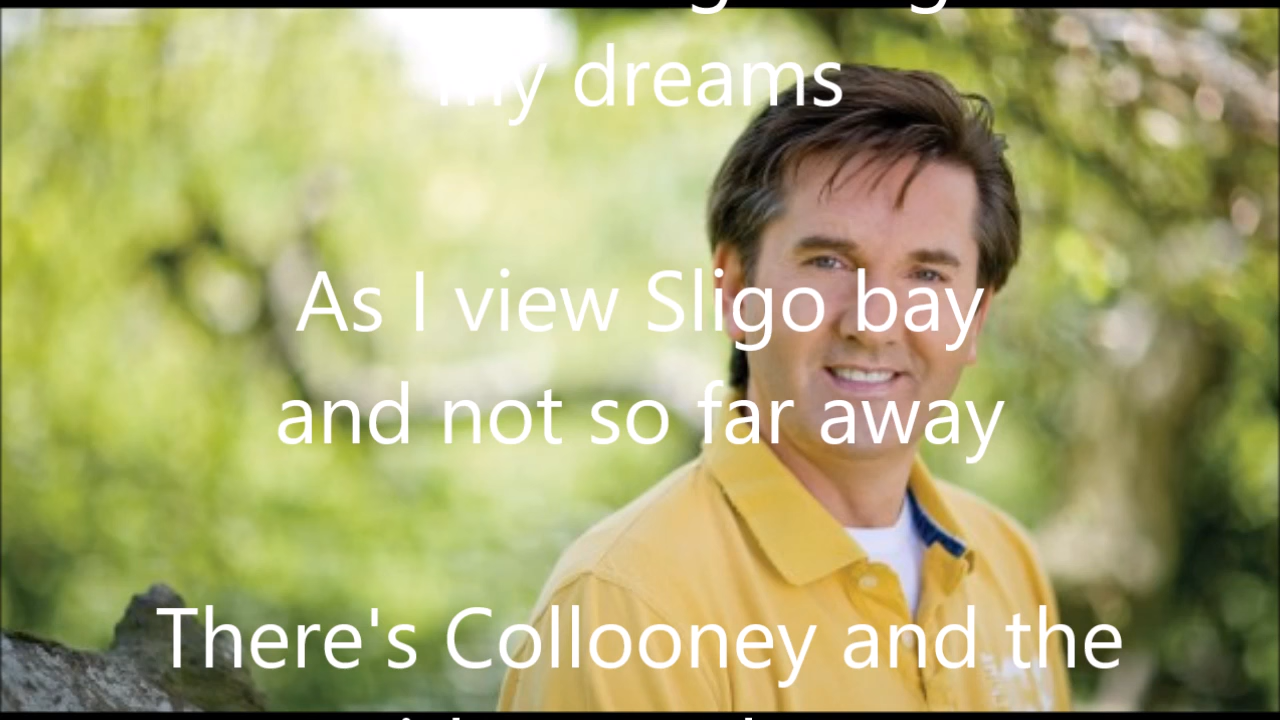 my dreams
As I view Sligo bay
and not so far away
There's Collooney and the